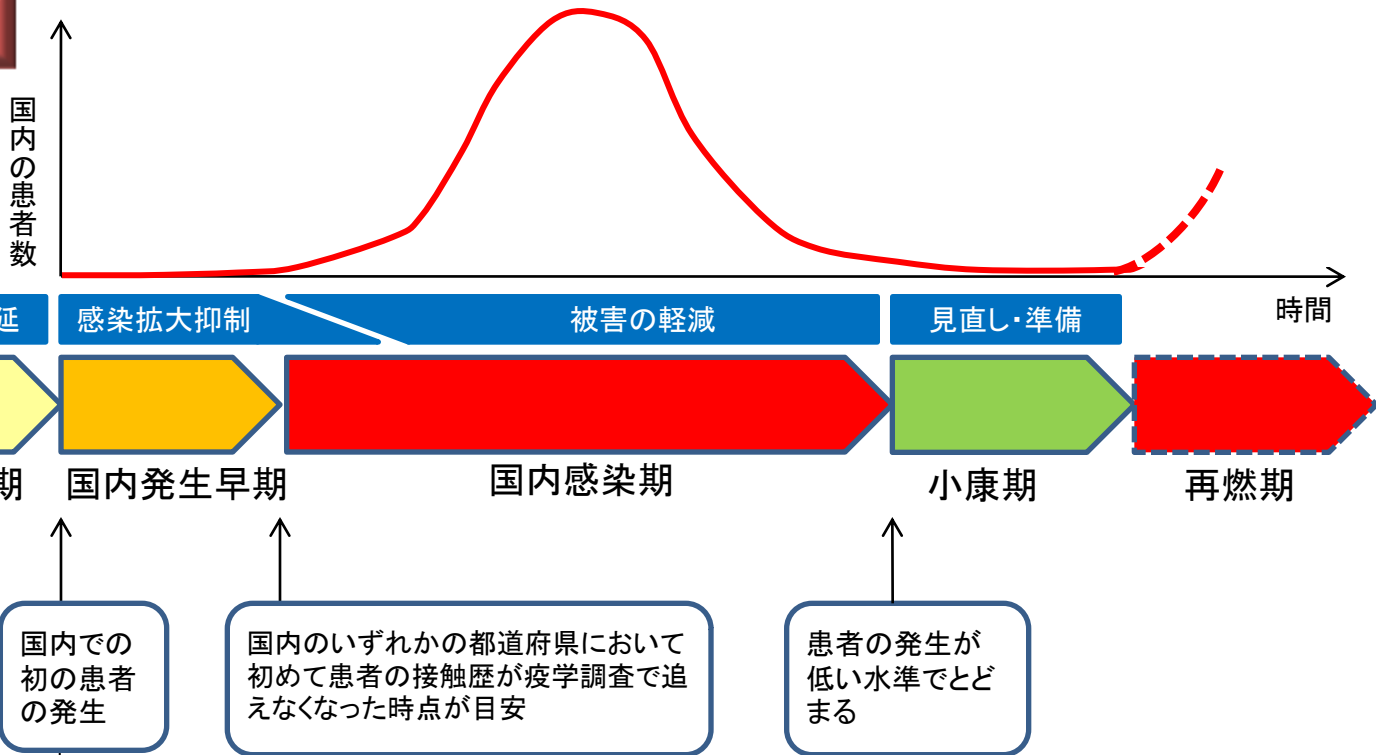 国内の患者数
時間
延
感染拡大抑制
被害の軽減
見直し・準備
期
国内発生早期
国内感染期
小康期
再燃期
国内での
初の患者
の発生
国内のいずれかの都道府県において
初めて患者の接触歴が疫学調査で追
えなくなった時点が目安
患者の発生が
低い水準でとど
まる